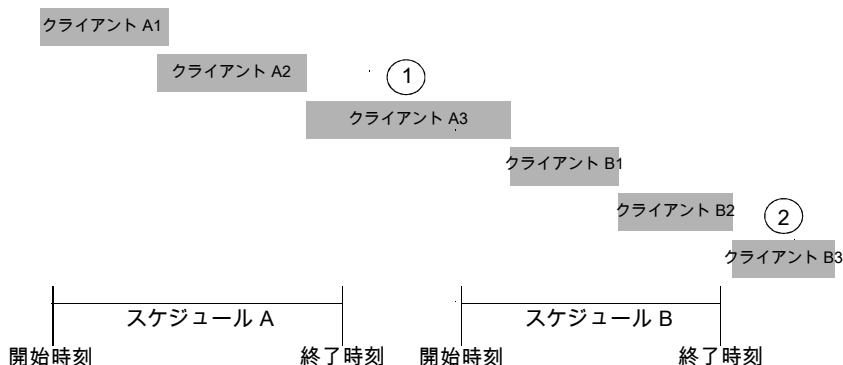 クライアント A1
クライアント A2
1
クライアント A3
クライアント B1
クライアント B2
2
クライアント B3
スケジュール A
スケジュール B
開始時刻
終了時刻
開始時刻
終了時刻